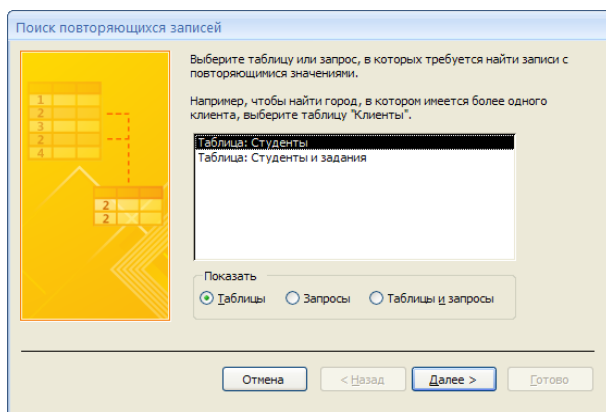 Поиск повторяющихся записей
Выберите таблицу или запрос, в которых требуется найти записи с
повторяющимися значениями.
Например, чтобы найти город, в котором имеется более одного
клиента, выберите таблицу "Клиенты".
1
2
3
2
4
2
2
Таблица: Студенты
Таблица: Студенты и задания
Показать
Таблицы Запросы Таблицы и запросы
Отмена < Назад Далее > Готово